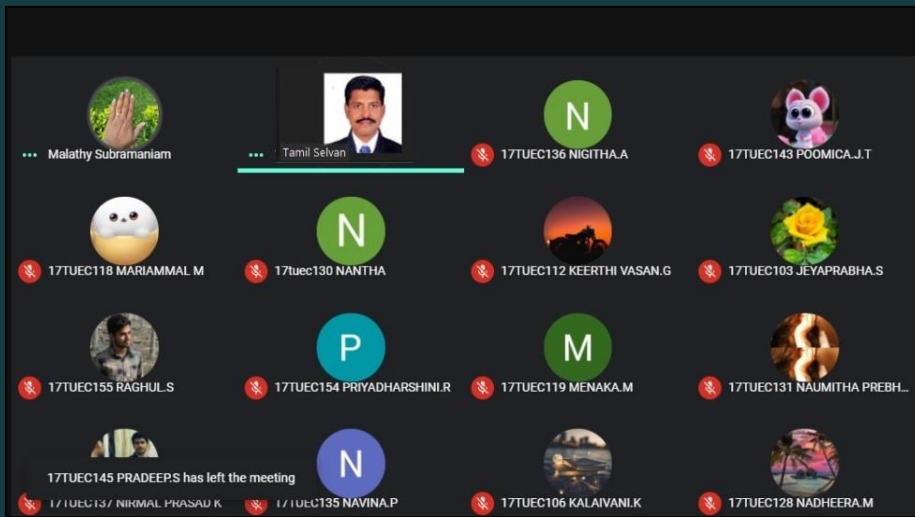 Malathy Subramaniam
Tamil Selvan
N
17TUEC136 NIGITHA.A
17TUEC143 POOMICA.J.T
17TUEC118 MARIAMMAL M
N
17tuec130 NANTHA
17TUEC112 KEERTHI VASAN.G
17TUEC103 JEYAPRABHA.S
17TUEC155 RAGHUL.S
P
17TUEC154 PRIYADHARSHINI.R
M
17TUEC119 MENAKA.M
17TUEC131 NAUMITHA PREBH...
17TUEC145 PRADEEP.S has left the meeting
17TUEC137 NIRMAL PRASAD K
N
17TUEC135 NAVINA.P
17TUEC106 KALAIVANI.K
17TUEC128 NADHEERA.M